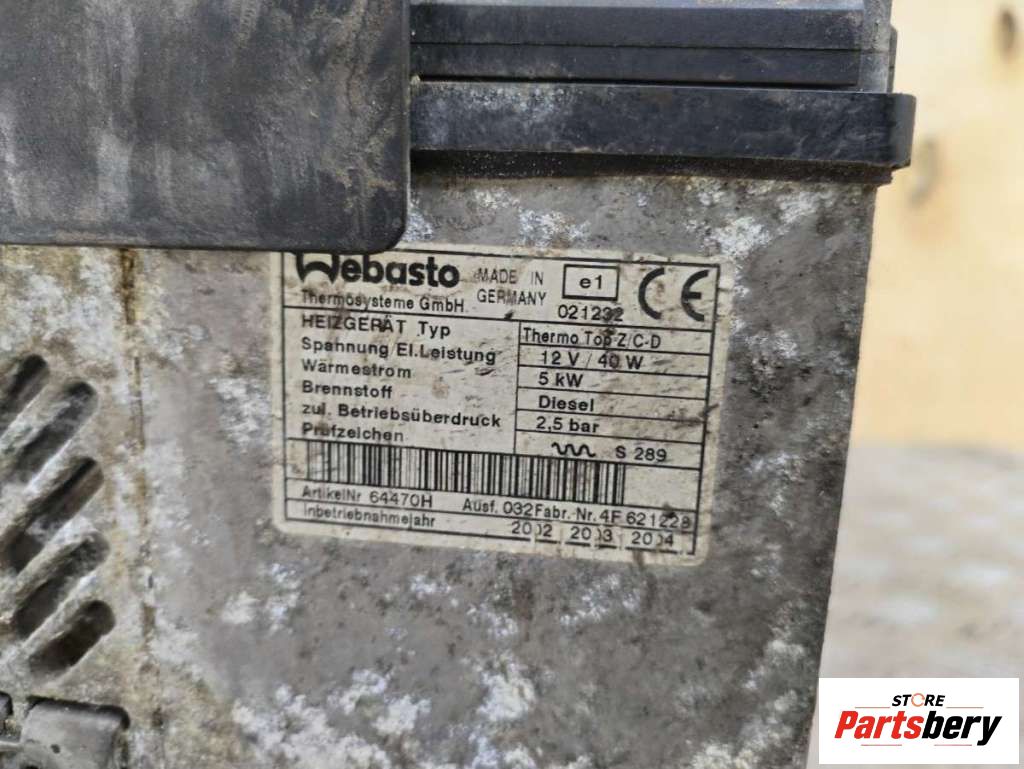 Webasto MADE IN GERMANY e1 CE
Thermosysteme GmbH 021232
HEIZGERÄT Typ Thermo Top Z/C-D
Spannung/El.Leistung 12 V / 40 W
Wärmestrom 5 kW
Brennstoff Diesel
zul. Betriebsüberdruck 2,5 bar
Prüfzeichen S 289
ArtikelNr 64470H Ausf. 032 Fabr.-Nr. 4F 621228
Inbetriebnahmejahr 2002 2003 2004
STORE
Partsbery